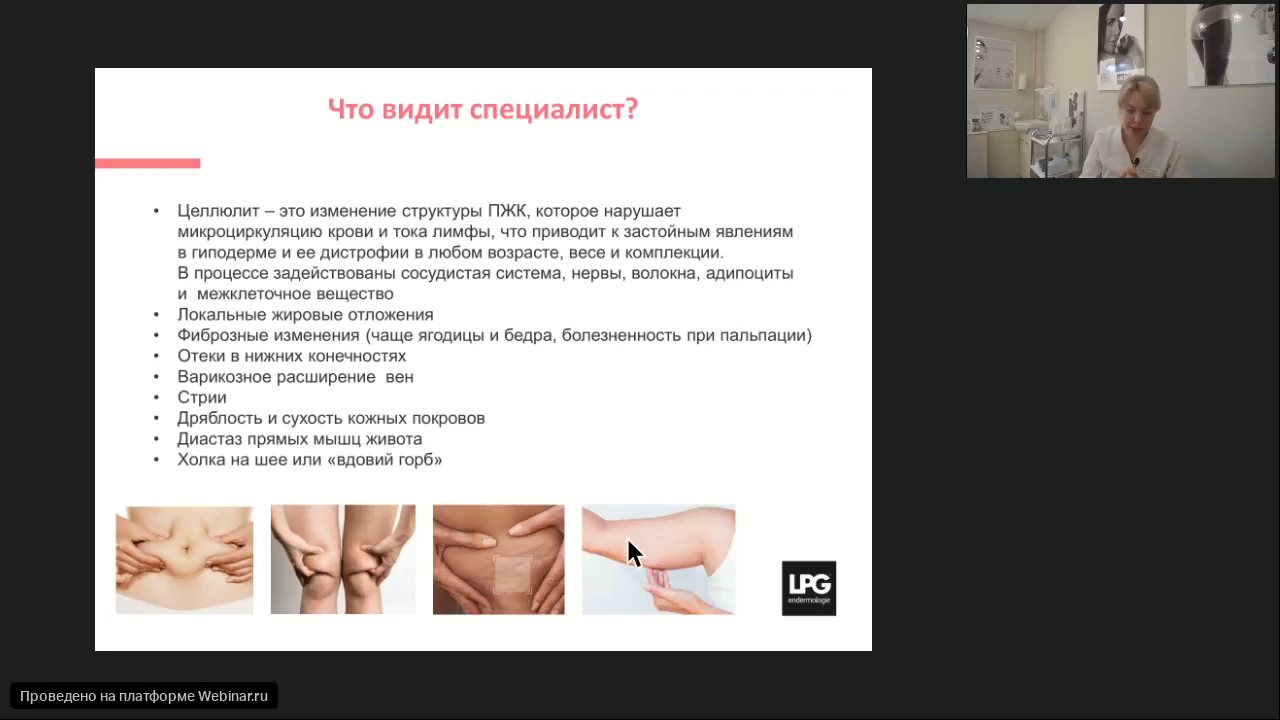 Что видит специалист?
• Целлюлит – это изменение структуры ПЖК, которое нарушает
микроциркуляцию крови и тока лимфы, что приводит к застойным явлениям
в гиподерме и ее дистрофии в любом возрасте, весе и комплекции.
В процессе задействованы сосудистая система, нервы, волокна, адипоциты
и межклеточное вещество
• Локальные жировые отложения
• Фиброзные изменения (чаще ягодицы и бедра, болезненность при пальпации)
• Отеки в нижних конечностях
• Варикозное расширение вен
• Стрии
• Дряблость и сухость кожных покровов
• Диастаз прямых мышц живота
• Холка на шее или «вдовий горб»
LPG
endermologie
Проведено на платформе Webinar.ru